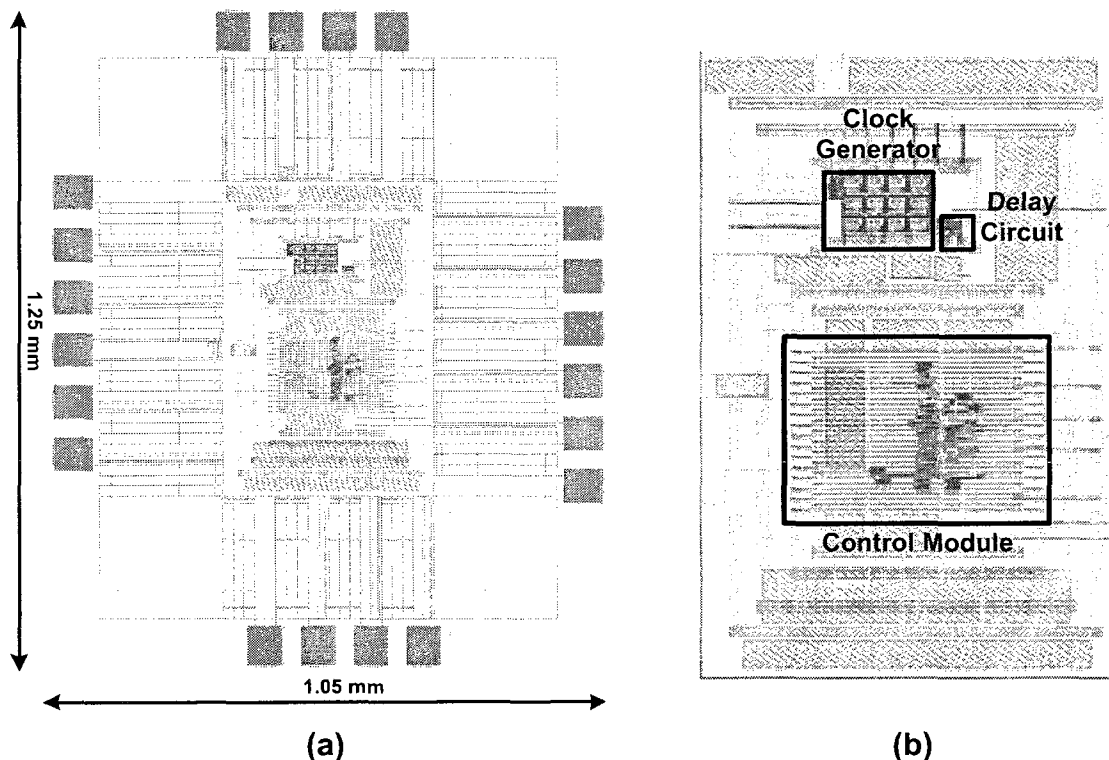 1.25 mm
1.05 mm
(a)
Clock
Generator
Delay
Circuit
Control Module
(b)